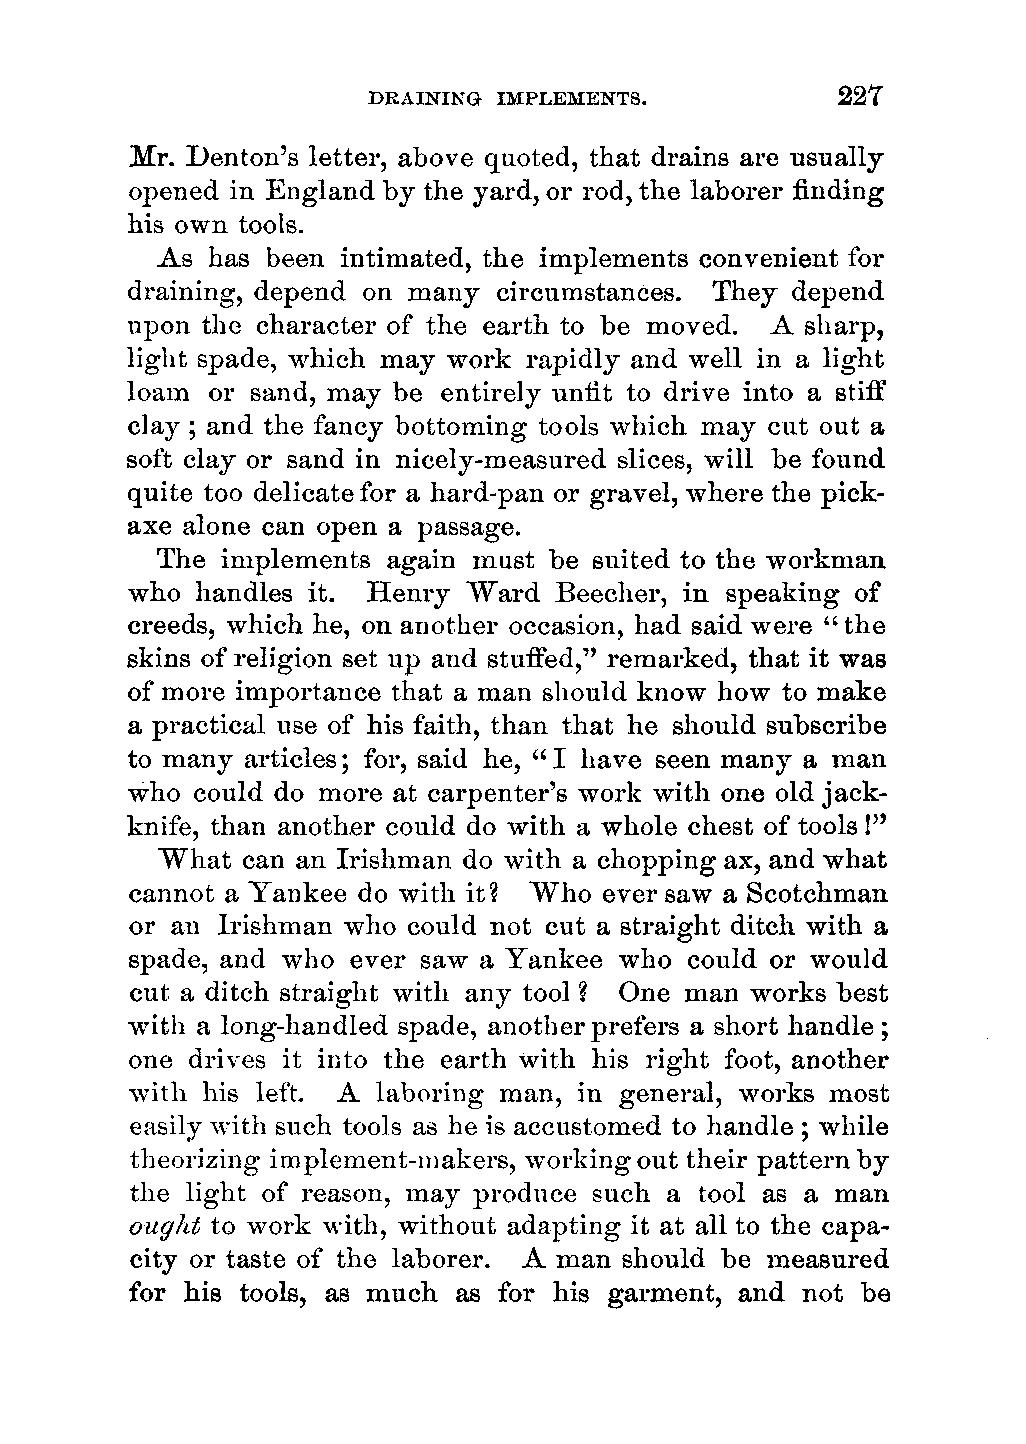 DRAINING IMPLEMENTS. 227
Mr. Denton's letter, above quoted, that drains are usually
opened in England by the yard, or rod, the laborer finding
his own tools.
As has been intimated, the implements convenient for
draining, depend on many circumstances. They depend
upon the character of the earth to be moved. A sharp,
light spade, which may work rapidly and well in a light
loam or sand, may be entirely unfit to drive into a stiff
clay ; and the fancy bottoming tools which may cut out a
soft clay or sand in nicely-measured slices, will be found
quite too delicate for a hard-pan or gravel, where the pick-
axe alone can open a passage.
The implements again must be suited to the workman
who handles it. Henry Ward Beecher, in speaking of
creeds, which he, on another occasion, had said were "the
skins of religion set up and stuffed," remarked, that it was
of more importance that a man should know how to make
a practical use of his faith, than that he should subscribe
to many articles; for, said he, "I have seen many a man
who could do more at carpenter's work with one old jack-
knife, than another could do with a whole chest of tools!"
What can an Irishman do with a chopping ax, and what
cannot a Yankee do with it? Who ever saw a Scotchman
or an Irishman who could not cut a straight ditch with a
spade, and who ever saw a Yankee who could or would
cut a ditch straight with any tool? One man works best
with a long-handled spade, another prefers a short handle;
one drives it into the earth with his right foot, another
with his left. A laboring man, in general, works most
easily with such tools as he is accustomed to handle; while
theorizing implement-makers, working out their pattern by
the light of reason, may produce such a tool as a man
ought to work with, without adapting it at all to the capa-
city or taste of the laborer. A man should be measured
for his tools, as much as for his garment, and not be